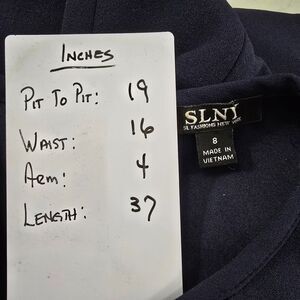 INCHES
PIT TO PIT: 19
WAIST: 16
ARM: 4
LENGTH: 37
SLNY
SL FASHIONS NEW YORK
8
MADE IN
VIETNAM